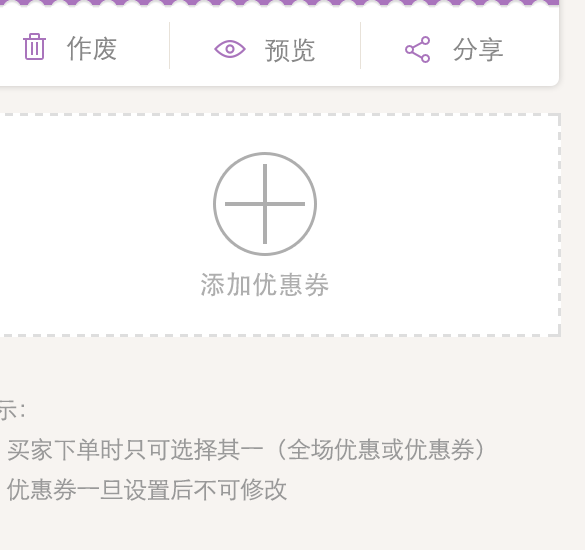 作废 预览 分享
添加优惠券
示：
买家下单时只可选择其一（全场优惠或优惠券）
优惠券一旦设置后不可修改